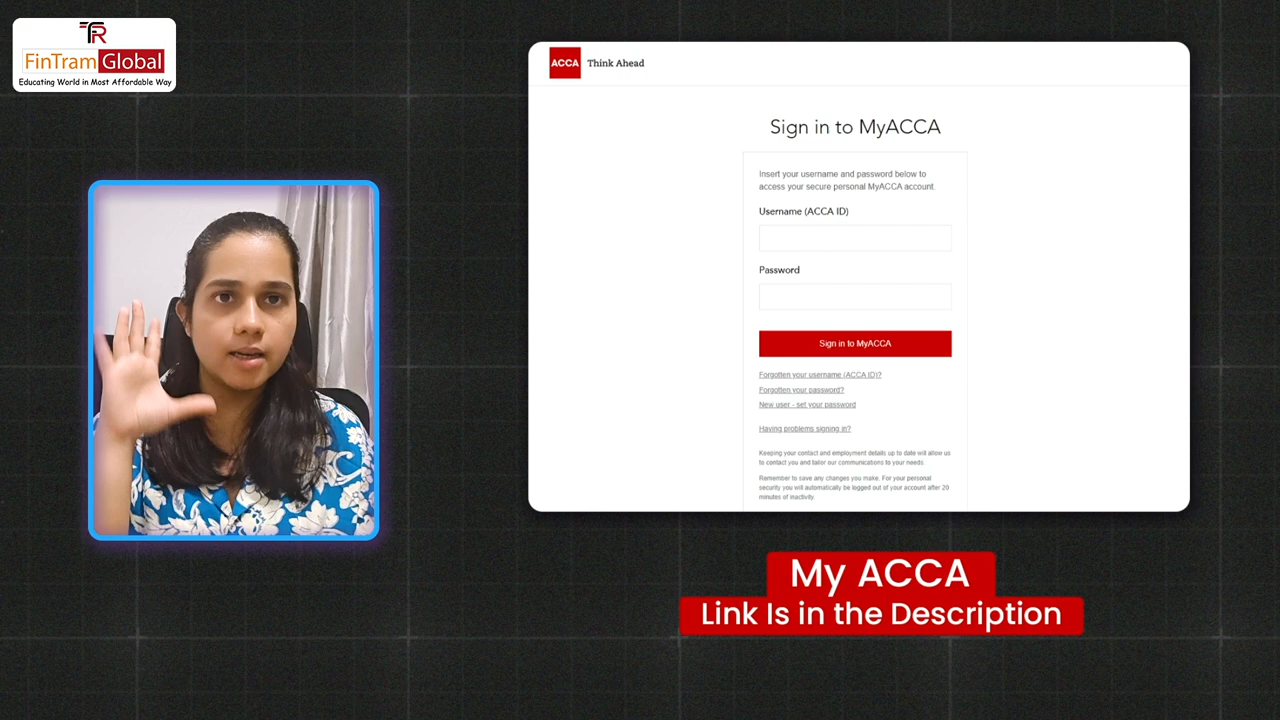 FR
FinTram Global
Educating World in Most Affordable Way
ACCA Think Ahead
Sign in to MyACCA
Insert your username and password below to
access your secure personal MyACCA account.
Username (ACCA ID)
Password
Sign in to MyACCA
Forgotten your username (ACCA ID)?
Forgotten your password?
New user - set your password
Having problems signing in?
Keeping your contact and employment details up to date will allow us
to contact you and tailor our communications to your needs.
Remember to save any changes you make. For your personal
security you will automatically be logged out of your account after 20
minutes of inactivity.
My ACCA
Link Is in the Description